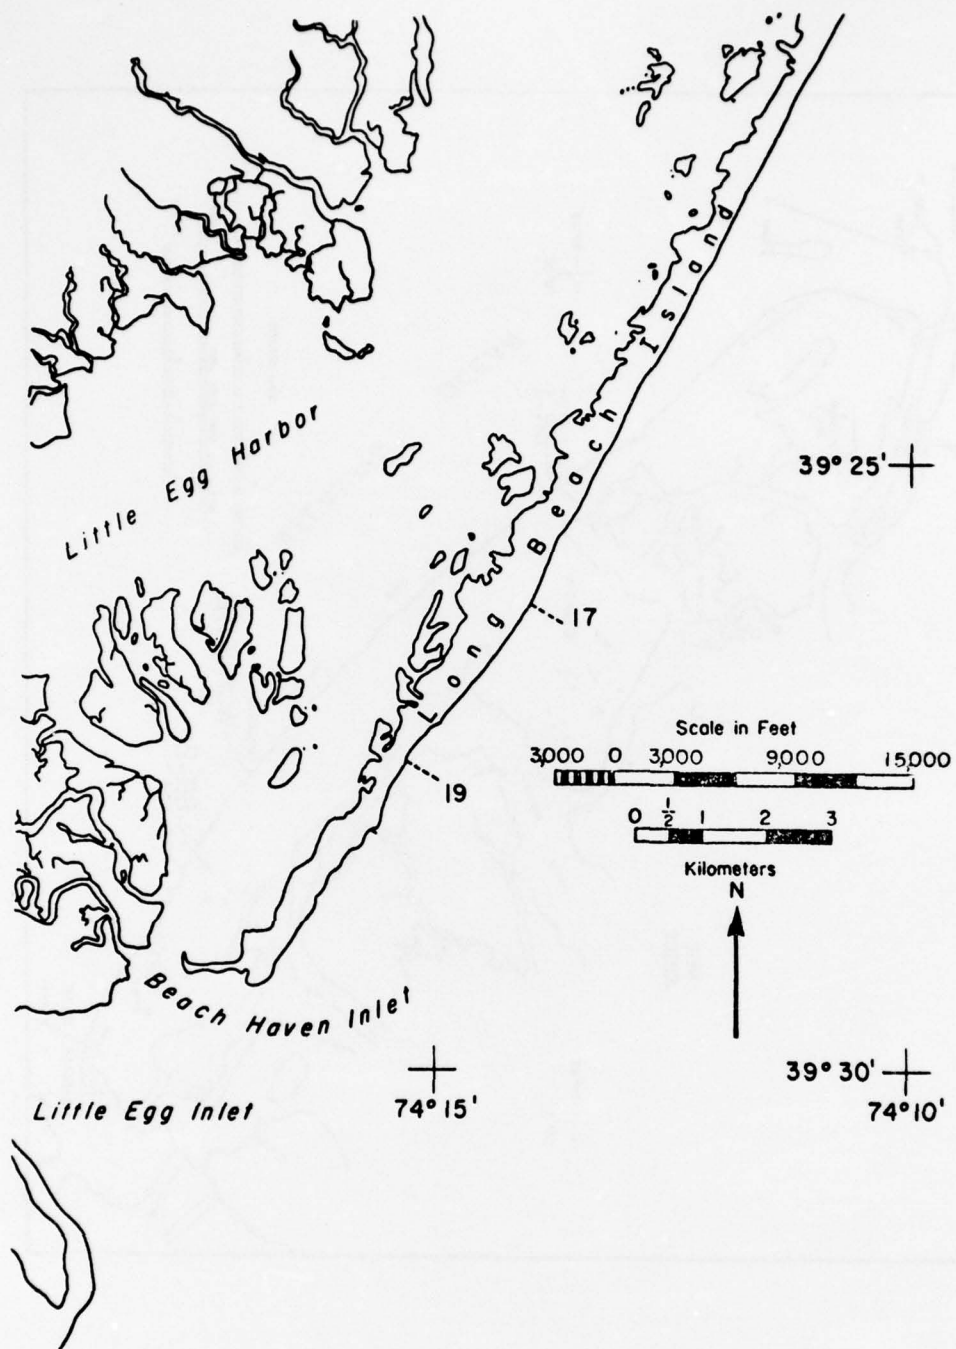 Long Beach Island
Little Egg Harbor
39° 25'
17
Scale in Feet
3,000 0 3,000 9,000 15,000
19
0 ½ 1 2 3
Kilometers
N
Beach Haven Inlet
39° 30'
Little Egg Inlet
74° 15'
74° 10'